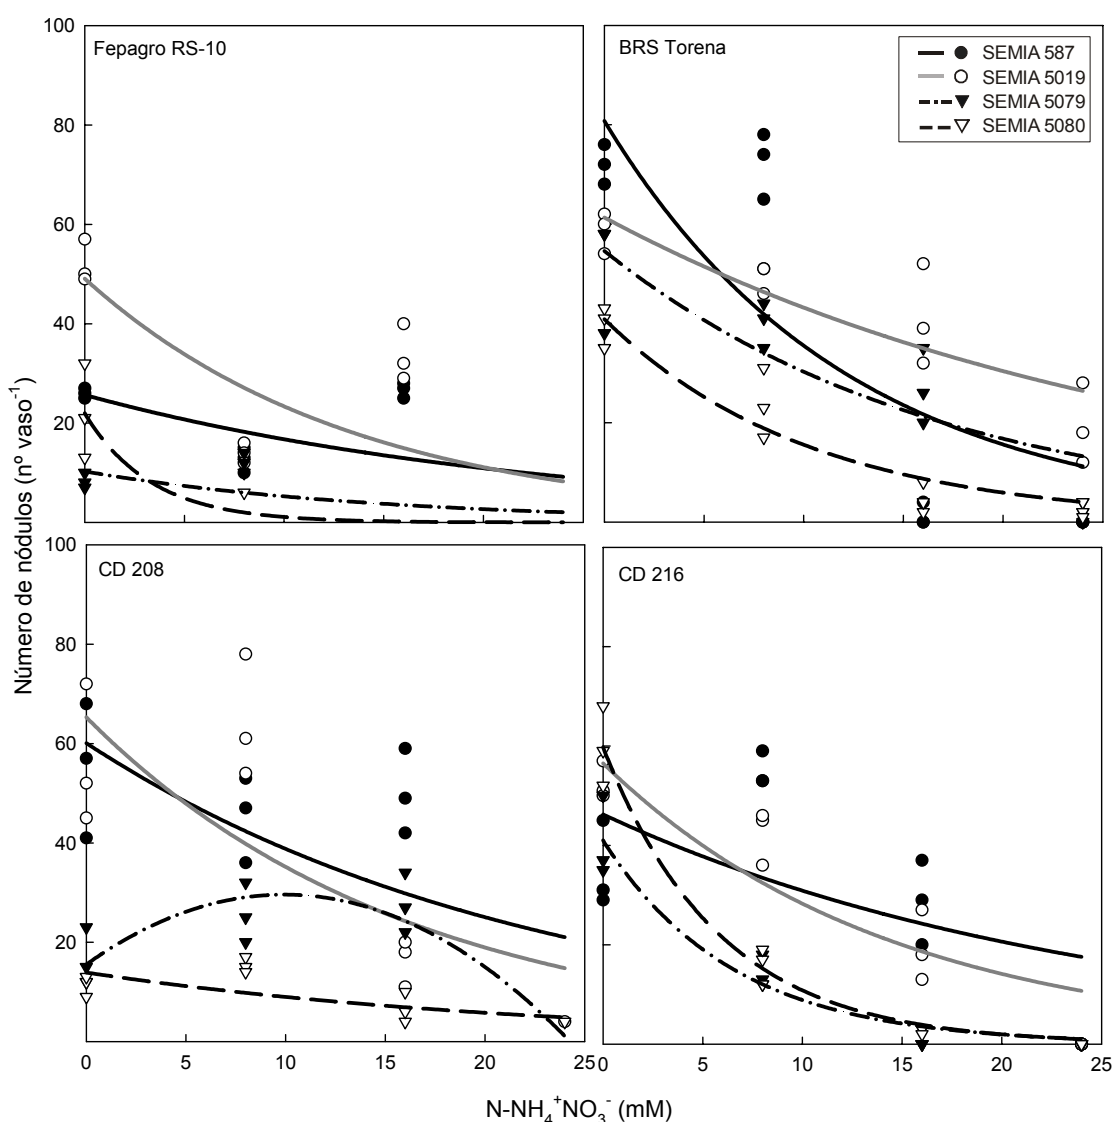 100
80
60
40
20
Fepagro RS-10
BRS Torena
SEMIA 587
SEMIA 5019
SEMIA 5079
SEMIA 5080
Número de nódulos (nº vaso⁻¹)
100
80
60
40
20
CD 208
CD 216
0 5 10 15 20
0 5 10 15 20 25
N-NH₄⁺NO₃⁻ (mM)